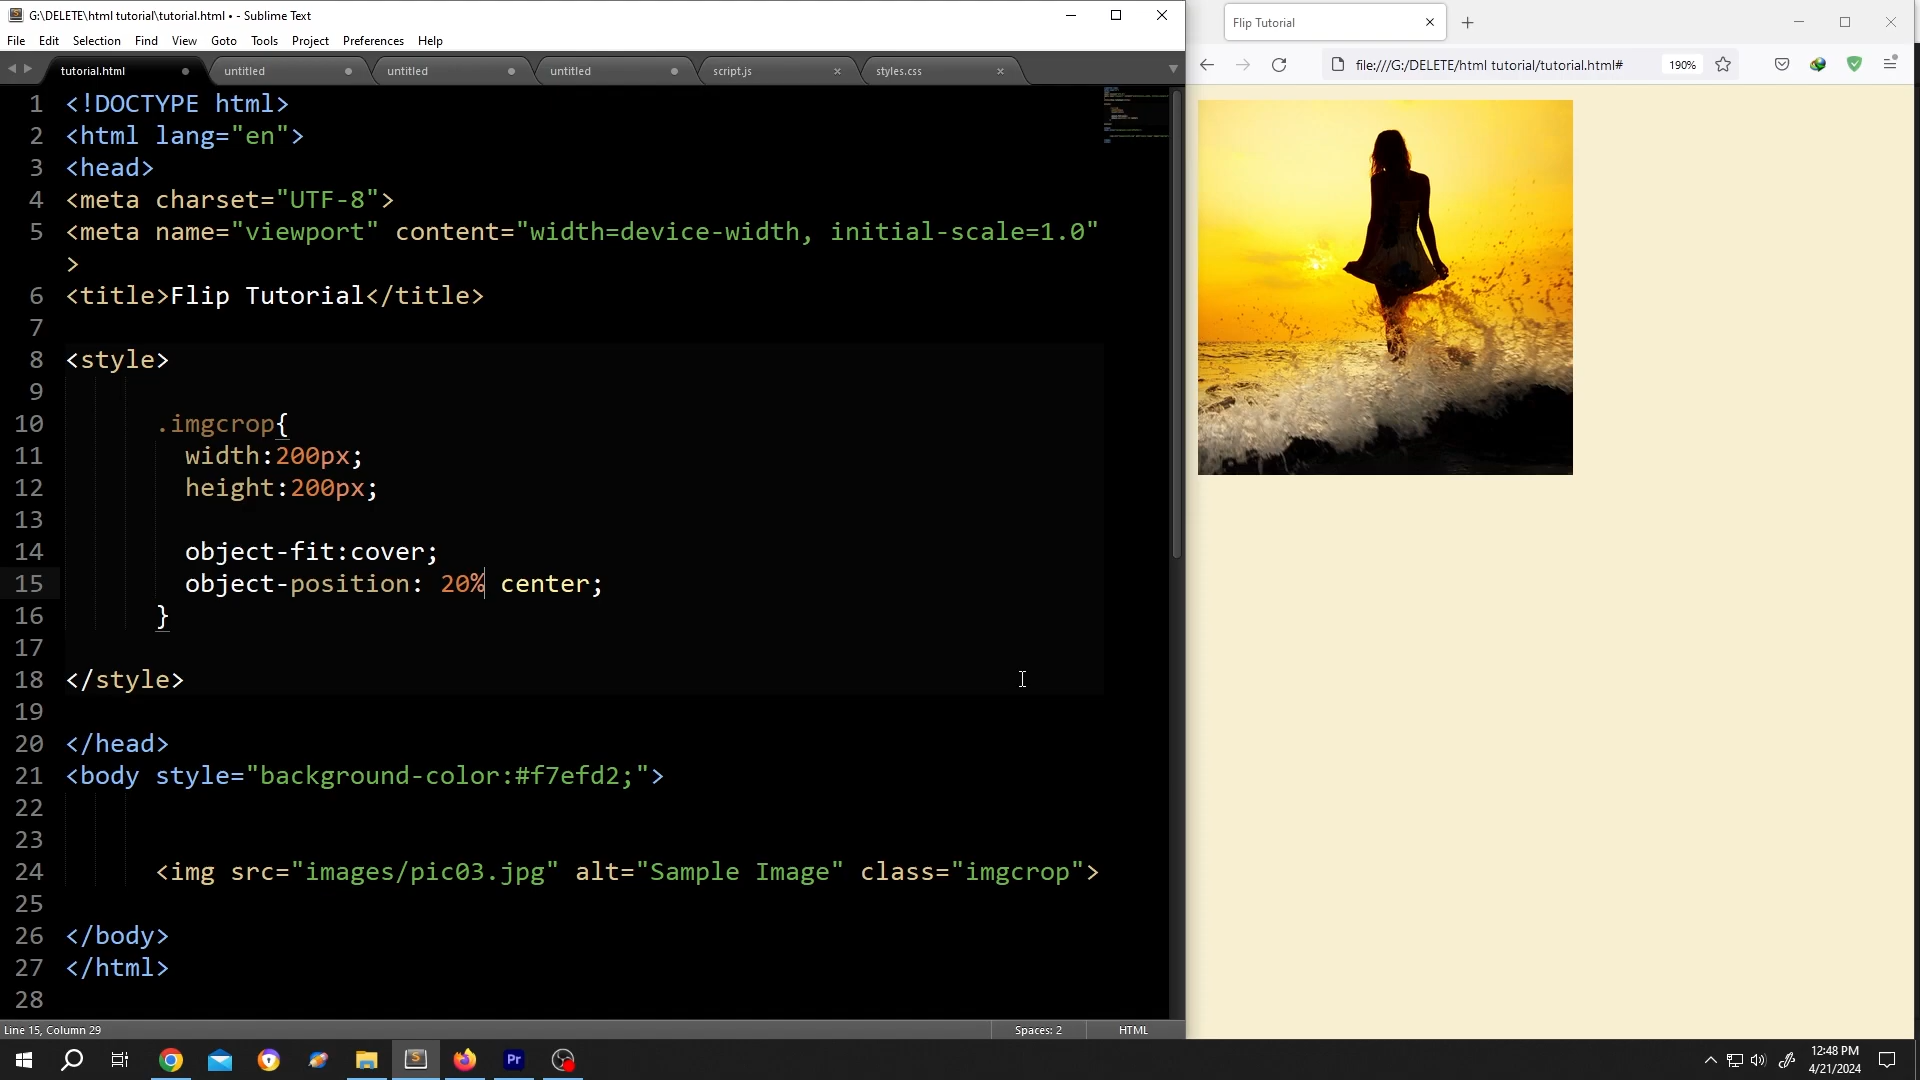 G:\DELETE\html tutorial\tutorial.html • - Sublime Text
File Edit Selection Find View Goto Tools Project Preferences Help
tutorial.html untitled untitled untitled script.js styles.css
1 <!DOCTYPE html>
2 <html lang="en">
3 <head>
4 <meta charset="UTF-8">
5 <meta name="viewport" content="width=device-width, initial-scale=1.0"
>
6 <title>Flip Tutorial</title>
7
8 <style>
9
10 .imgcrop{
11 width:200px;
12 height:200px;
13
14 object-fit:cover;
15 object-position: 20% center;
16 }
17
18 </style>
19
20 </head>
21 <body style="background-color:#f7efd2;">
22
23
24 <img src="images/pic03.jpg" alt="Sample Image" class="imgcrop">
25
26 </body>
27 </html>
28
Line 15, Column 29 Spaces: 2 HTML
Flip Tutorial
file:///G:/DELETE/html tutorial/tutorial.html# 190%
S
Pr
12:48 PM
4/21/2024